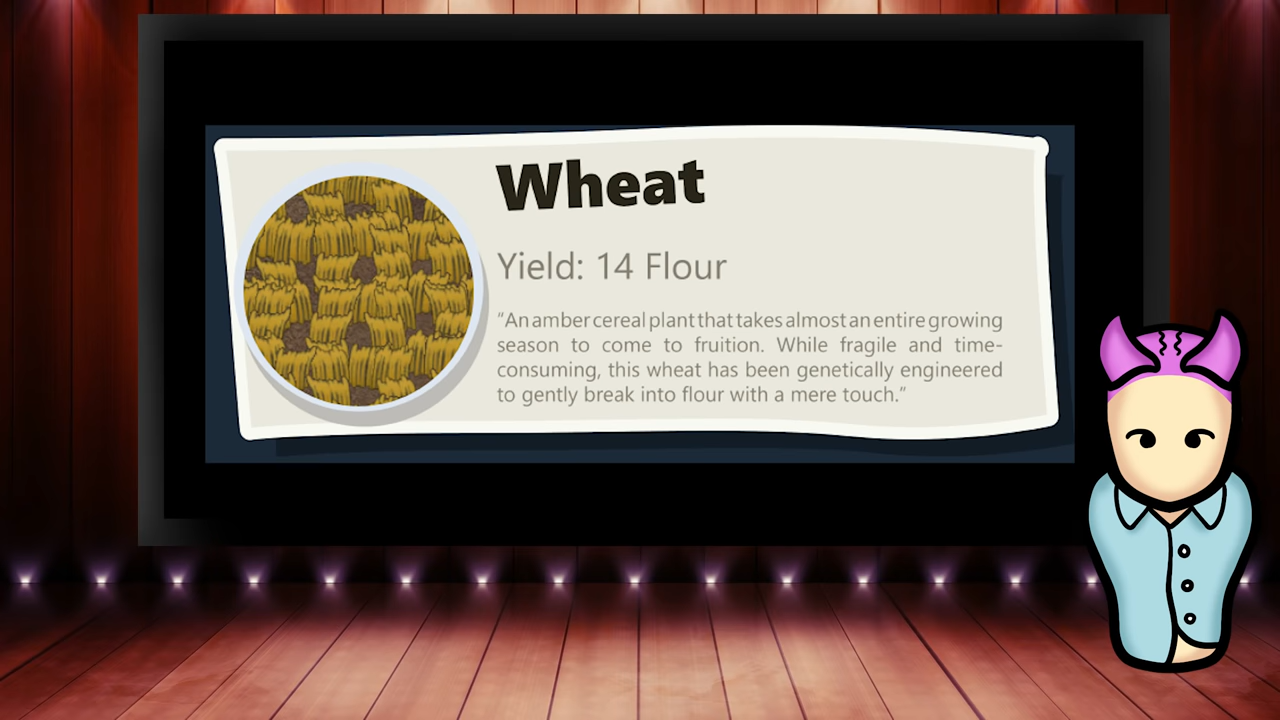 Wheat
Yield: 14 Flour
"An amber cereal plant that takes almost an entire growing
season to come to fruition. While fragile and time-
consuming, this wheat has been genetically engineered
to gently break into flour with a mere touch."